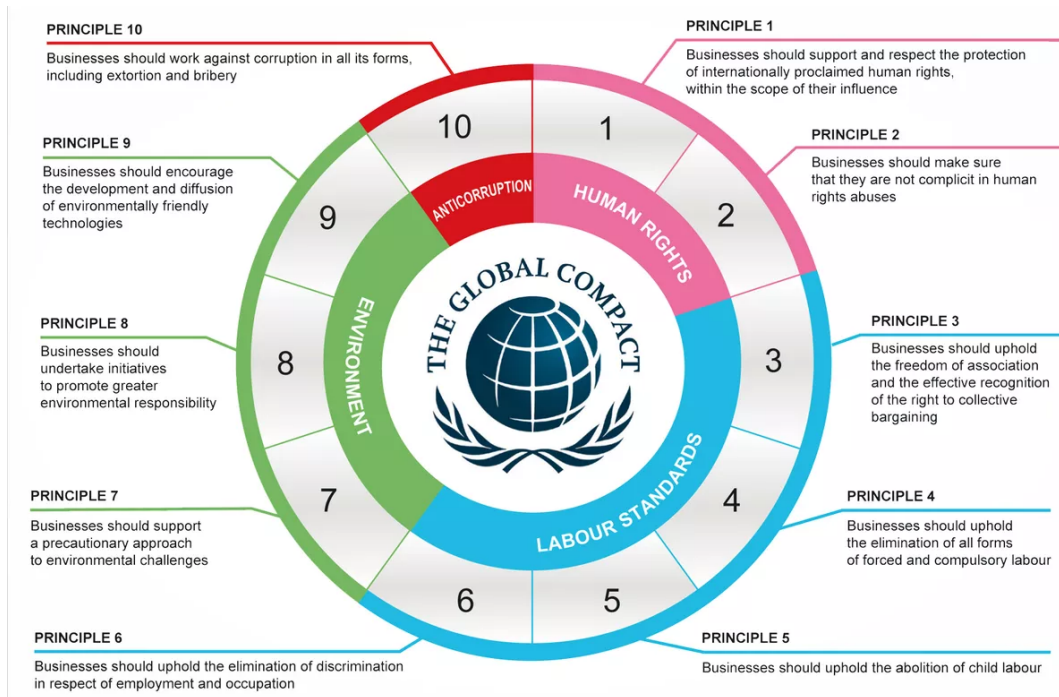 PRINCIPLE 10
Businesses should work against corruption in all its forms,
including extortion and bribery
PRINCIPLE 1
Businesses should support and respect the protection
of internationally proclaimed human rights,
within the scope of their influence
PRINCIPLE 9
Businesses should encourage
the development and diffusion
of environmentally friendly
technologies
PRINCIPLE 2
Businesses should make sure
that they are not complicit in human
rights abuses
PRINCIPLE 8
Businesses should
undertake initiatives
to promote greater
environmental responsibility
PRINCIPLE 3
Businesses should uphold
the freedom of association
and the effective recognition
of the right to collective
bargaining
PRINCIPLE 7
Businesses should support
a precautionary approach
to environmental challenges
PRINCIPLE 4
Businesses should uphold
the elimination of all forms
of forced and compulsory labour
PRINCIPLE 6
Businesses should uphold the elimination of discrimination
in respect of employment and occupation
PRINCIPLE 5
Businesses should uphold the abolition of child labour
10
1
2
3
4
5
6
7
8
9
ANTICORRUPTION
HUMAN RIGHTS
LABOUR STANDARDS
ENVIRONMENT
THE GLOBAL COMPACT